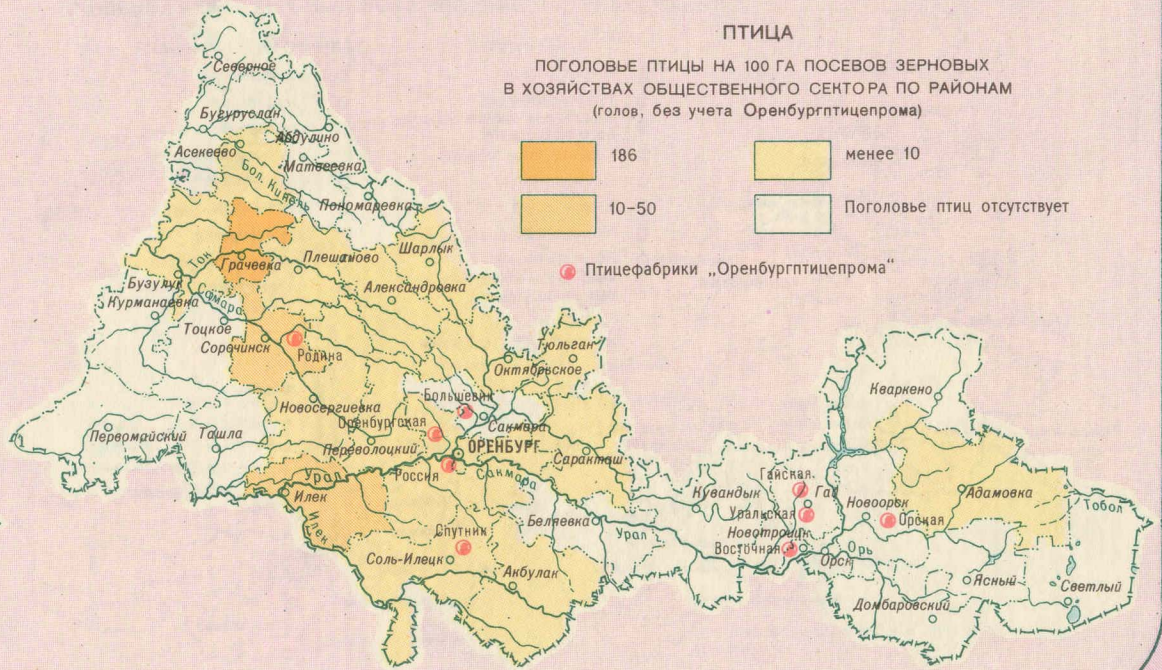 ПТИЦА
ПОГОЛОВЬЕ ПТИЦЫ НА 100 ГА ПОСЕВОВ ЗЕРНОВЫХ
В ХОЗЯЙСТВАХ ОБЩЕСТВЕННОГО СЕКТОРА ПО РАЙОНАМ
(голов, без учета Оренбургптицепрома)
186
менее 10
10-50
Поголовье птиц отсутствует
Птицефабрики „Оренбургптицепрома“
Северное
Бугуруслан
Абдулино
Асекеево
Матвеевка
Бол. Кинель
Пономаревка
Шарлык
Ток
Грачевка
Плешаново
Бузулук
Самара
Александровка
Курманаевка
Тоцкое
Сорочинск
Родина
Тюльган
Октябрьское
Кваркено
Большевик
Новосергиевка
Сакмара
Оренбургская
Первомайский
Ташла
Переволоцкий
ОРЕНБУРГ
Саракташ
Урал
Россия
Сакмара
Гайская
Илек
Кувандык
Гай
Адамовка
Новоорск
Тобол
Илек
Уральская
Орская
Беляевка
Спутник
Урал
Новотроицк
Восточная
Орь
Соль-Илецк
Орск
Акбулак
Ясный
Светлый
Домбаровский